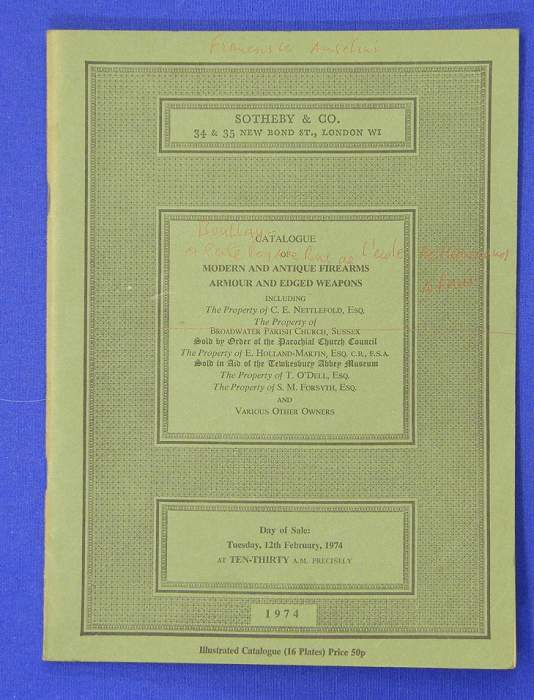 SOTHEBY & CO.
34 & 35 NEW BOND ST., LONDON W1
CATALOGUE
OF
MODERN AND ANTIQUE FIREARMS
ARMOUR AND EDGED WEAPONS
INCLUDING
The Property of C. E. NETTLEFOLD, ESQ.
The Property of
BROADWATER PARISH CHURCH, SUSSEX
Sold by Order of the Parochial Church Council
The Property of E. HOLLAND-MARTIN, ESQ. C.B., F.S.A.
Sold in Aid of the Tewkesbury Abbey Museum
The Property of T. O'DELL, ESQ.
The Property of S. M. FORSYTH, ESQ.
AND
VARIOUS OTHER OWNERS
Day of Sale:
Tuesday, 12th February, 1974
AT TEN-THIRTY A.M. PRECISELY
1974
Illustrated Catalogue (16 Plates) Price 50p